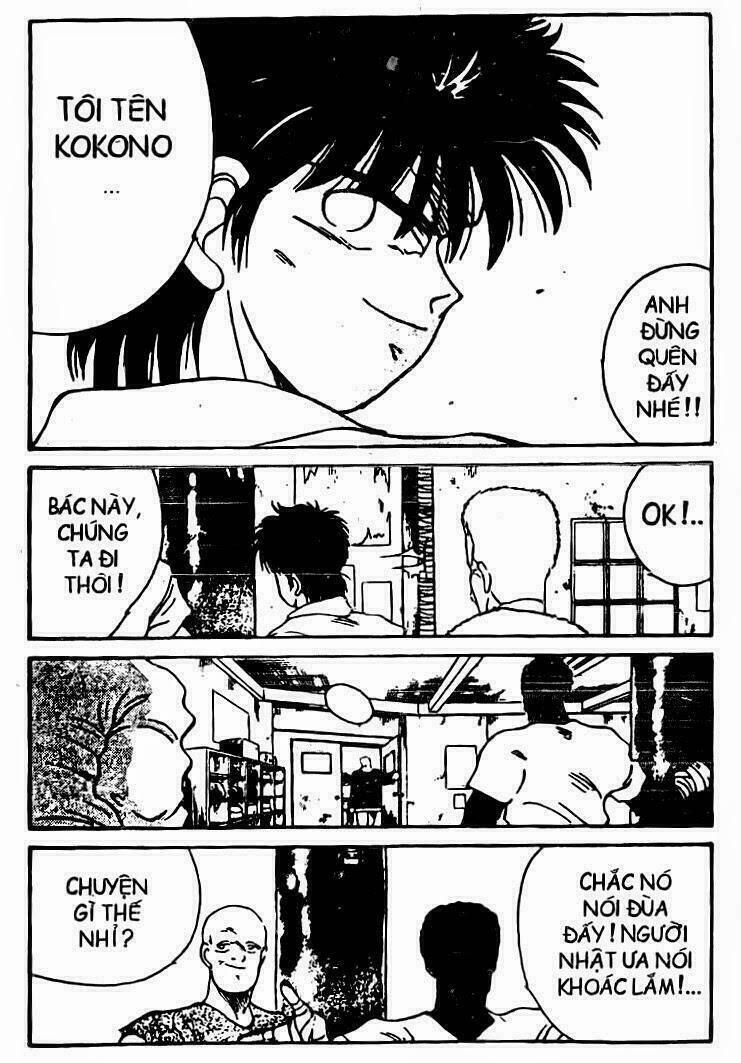 TÔI TÊN
KOKONO
...
ANH
ĐỪNG
QUÊN
ĐẤY
NHÉ!!
BÁC NÀY,
CHÚNG
TA ĐI
THÔI!
OK!..
CHUYỆN
GÌ THẾ
NHỈ?
CHẮC NÓ
NÓI ĐÙA
ĐẤY! NGƯỜI
NHẬT ƯA NÓI
KHOÁC LẮM!...